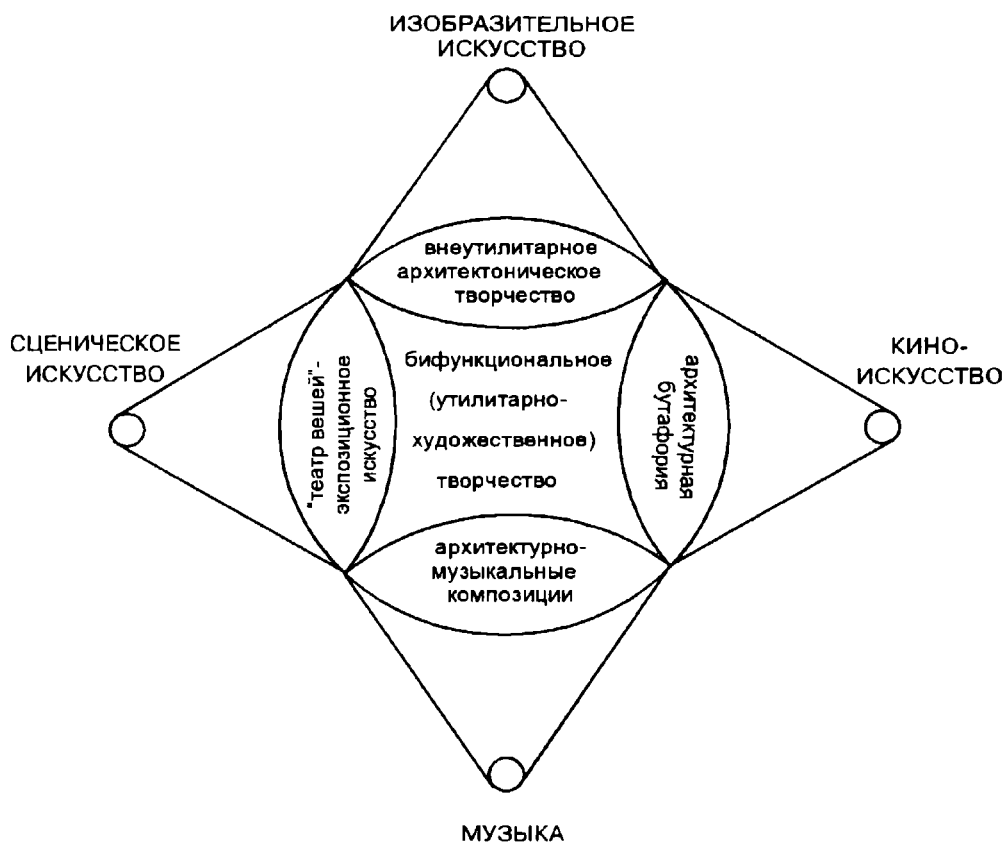 ИЗОБРАЗИТЕЛЬНОЕ
ИСКУССТВО
внеутилитарное
архитектоническое
творчество
СЦЕНИЧЕСКОЕ
ИСКУССТВО
"театр вешей"-
экспозиционное
искусство
бифункциональное
(утилитарно-
художественное)
творчество
архитектурная
бутафория
КИНО-
ИСКУССТВО
архитектурно-
музыкальные
композиции
МУЗЫКА